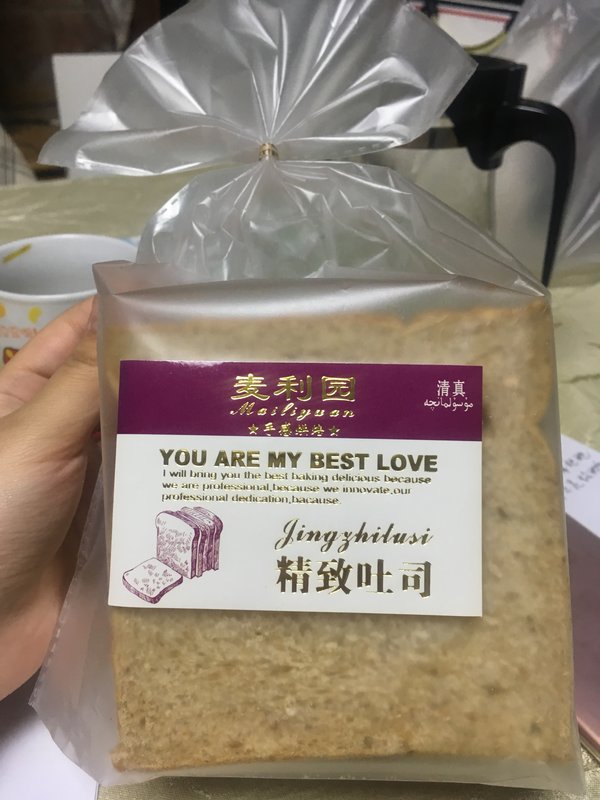 麦利园
Mailiyuan
★手感烘焙★
清真
مۇسۇلمانچە
YOU ARE MY BEST LOVE
I will bring you the best baking delicious because
we are professional,because we innovate,our
professional dedication,bacause.
Jingzhitusi
精致吐司